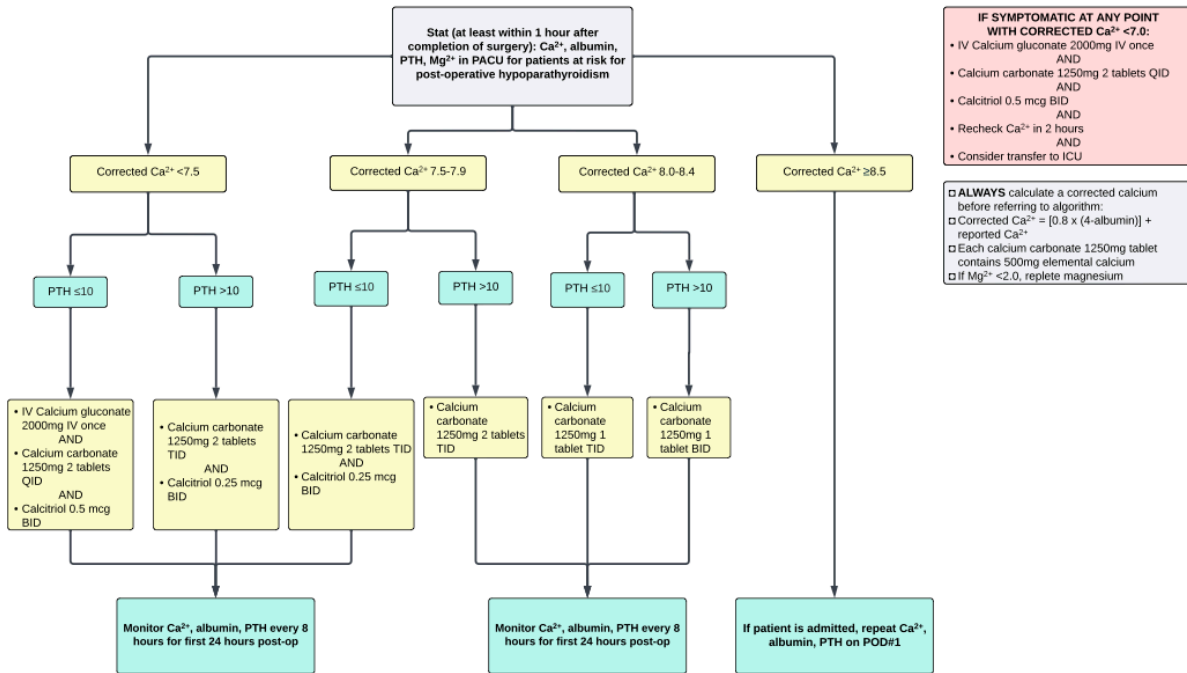 Stat (at least within 1 hour after
completion of surgery): Ca²⁺, albumin,
PTH, Mg²⁺ in PACU for patients at risk for
post-operative hypoparathyroidism
IF SYMPTOMATIC AT ANY POINT
WITH CORRECTED Ca²⁺ <7.0:
• IV Calcium gluconate 2000mg IV once
AND
• Calcium carbonate 1250mg 2 tablets QID
AND
• Calcitriol 0.5 mcg BID
AND
• Recheck Ca²⁺ in 2 hours
AND
• Consider transfer to ICU
◻ ALWAYS calculate a corrected calcium
before referring to algorithm:
◻ Corrected Ca²⁺ = [0.8 x (4-albumin)] +
reported Ca²⁺
◻ Each calcium carbonate 1250mg tablet
contains 500mg elemental calcium
◻ If Mg²⁺ <2.0, replete magnesium
Corrected Ca²⁺ <7.5
Corrected Ca²⁺ 7.5-7.9
Corrected Ca²⁺ 8.0-8.4
Corrected Ca²⁺ ≥8.5
PTH ≤10
PTH >10
PTH ≤10
PTH >10
PTH ≤10
PTH >10
• IV Calcium gluconate
2000mg IV once
AND
• Calcium carbonate
1250mg 2 tablets
QID
AND
• Calcitriol 0.5 mcg
BID
• Calcium carbonate
1250mg 2 tablets
TID
AND
• Calcitriol 0.25 mcg
BID
• Calcium carbonate
1250mg 2 tablets TID
AND
• Calcitriol 0.25 mcg
BID
• Calcium
carbonate
1250mg 2 tablets
TID
• Calcium
carbonate
1250mg 1
tablet TID
• Calcium
carbonate
1250mg 1
tablet BID
Monitor Ca²⁺, albumin, PTH every 8
hours for first 24 hours post-op
Monitor Ca²⁺, albumin, PTH every 8
hours for first 24 hours post-op
If patient is admitted, repeat Ca²⁺,
albumin, PTH on POD#1